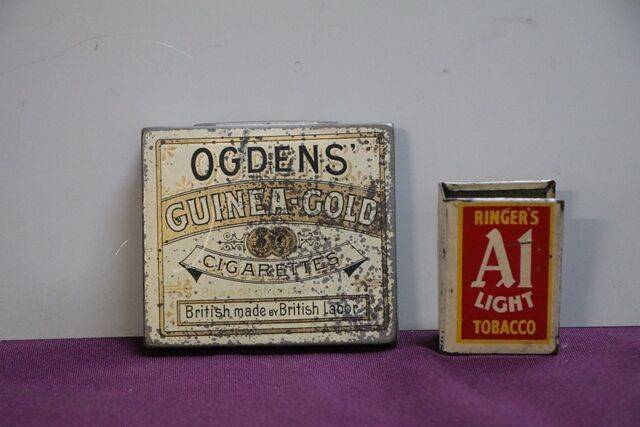 OGDENS'
GUINEA-GOLD
CIGARETTES
British made BY British Labor
RINGER'S
A1
LIGHT
TOBACCO